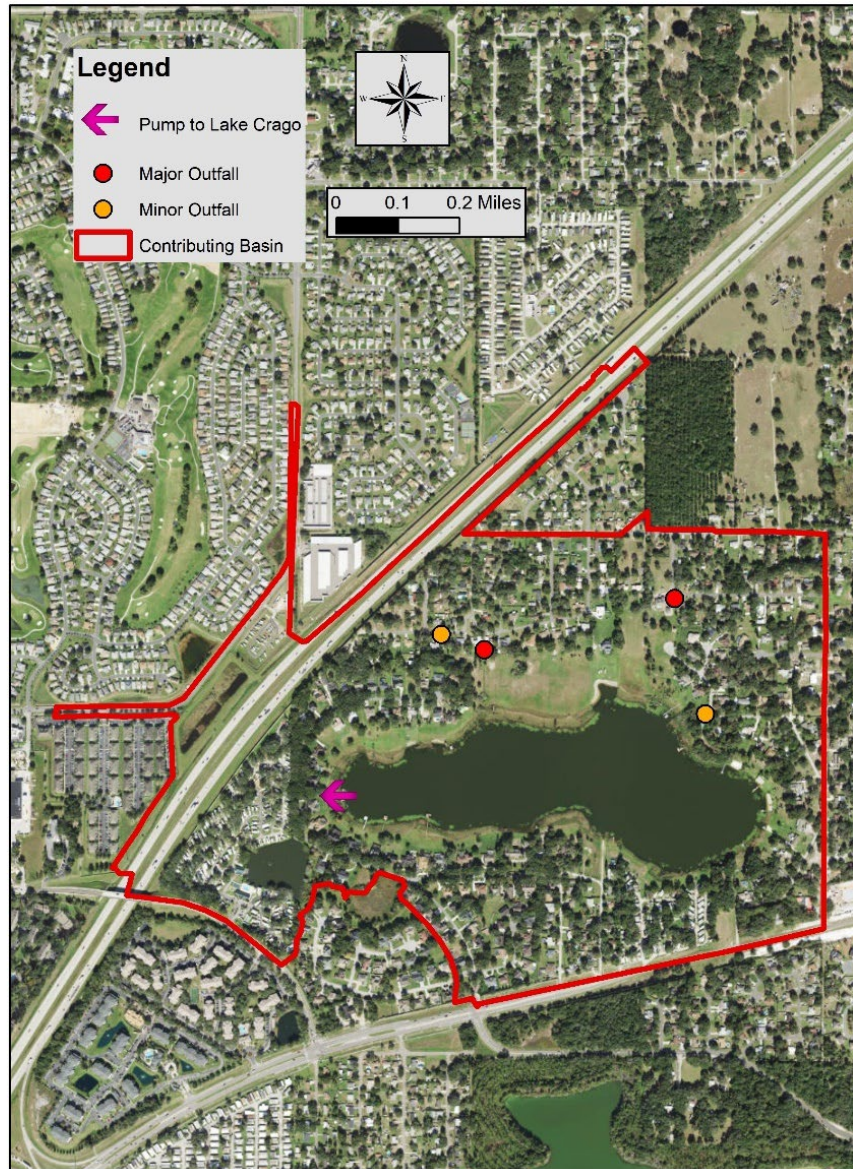 Legend
Pump to Lake Crago
Major Outfall
Minor Outfall
Contributing Basin
N
W E
S
0 0.1 0.2 Miles